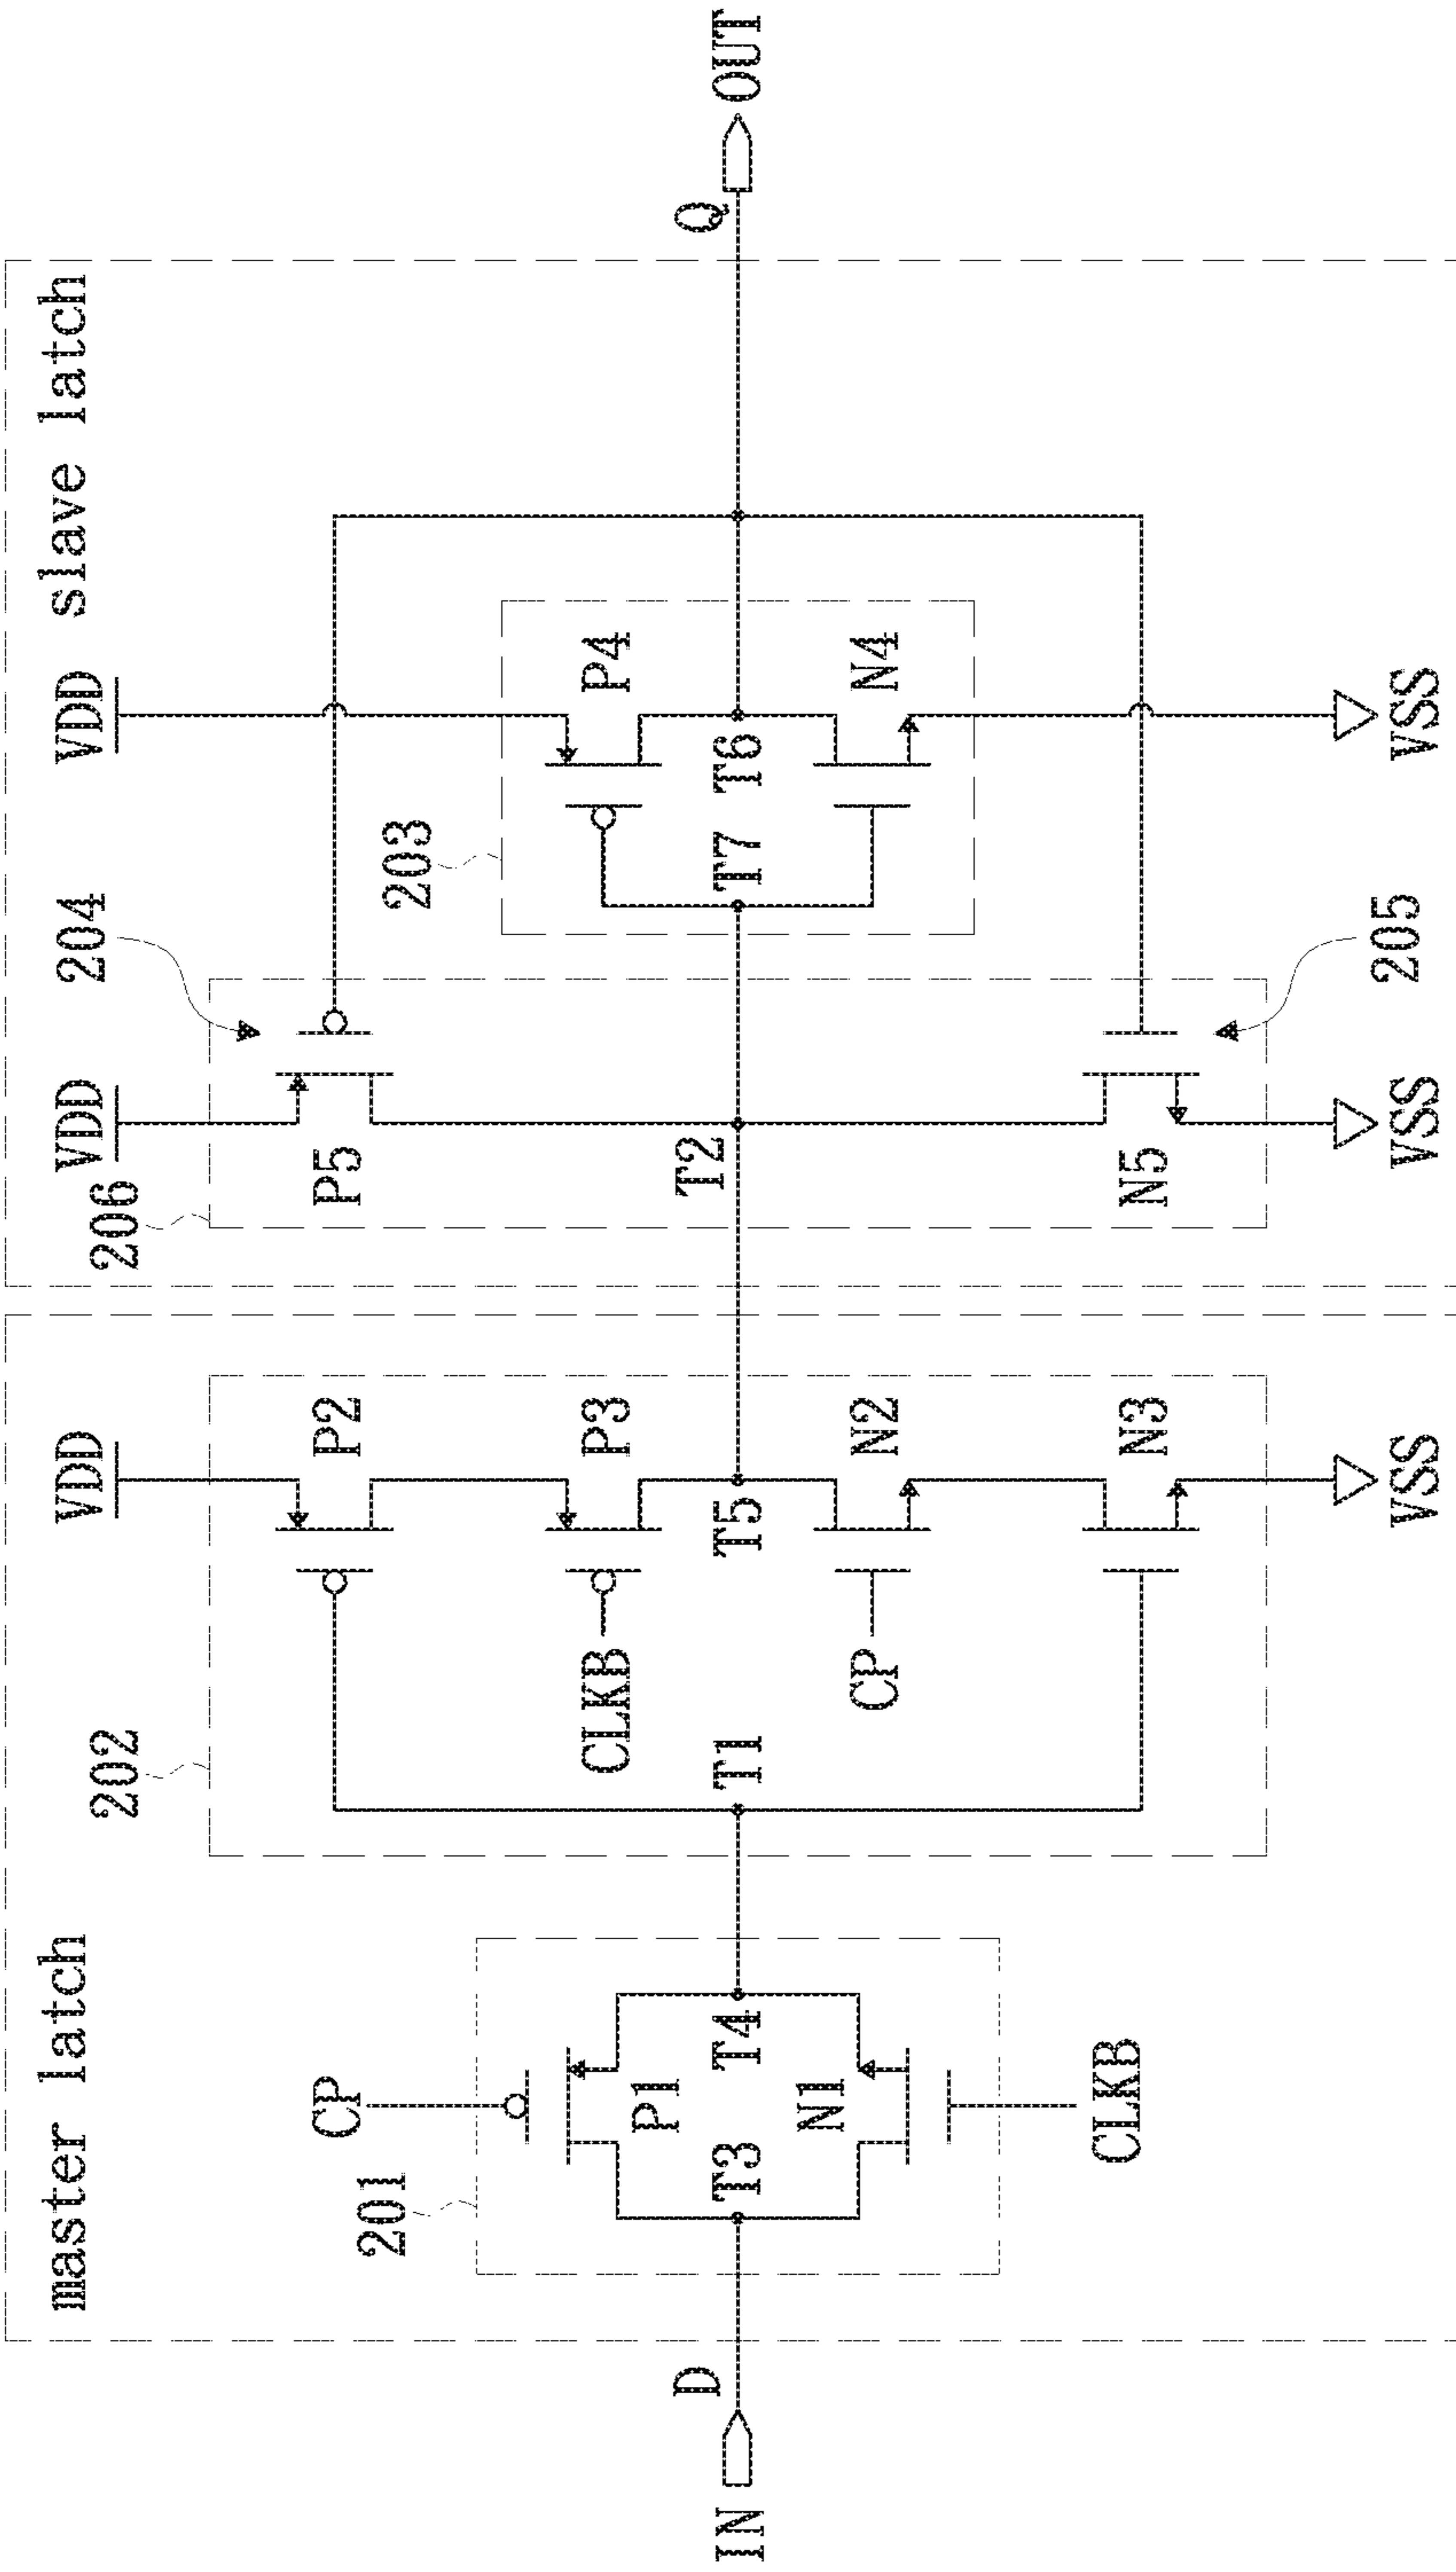 master latch
slave latch
VDD
VDD
VDD
202
206
204
203
201
CP
P2
P5
CLKB
P3
P4
P1
IN
D
T3
T4
T1
T5
T2
T7
T6
Q
OUT
N1
CP
N2
N4
CLKB
N3
N5
205
VSS
VSS
VSS